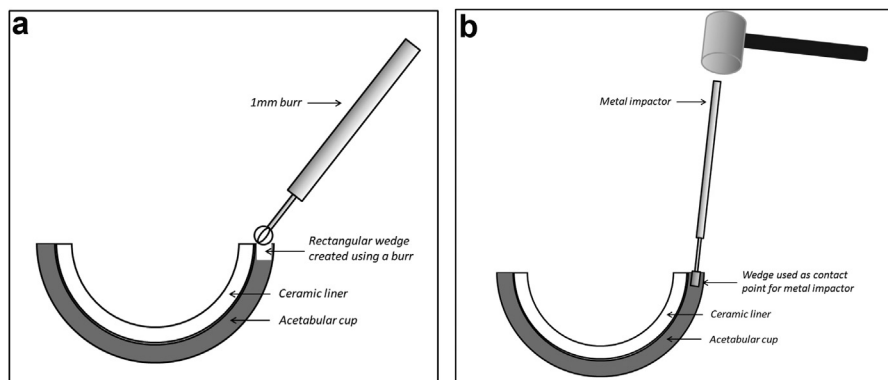 a
1mm burr
Rectangular wedge
created using a burr
Ceramic liner
Acetabular cup
b
Metal impactor
Wedge used as contact
point for metal impactor
Ceramic liner
Acetabular cup